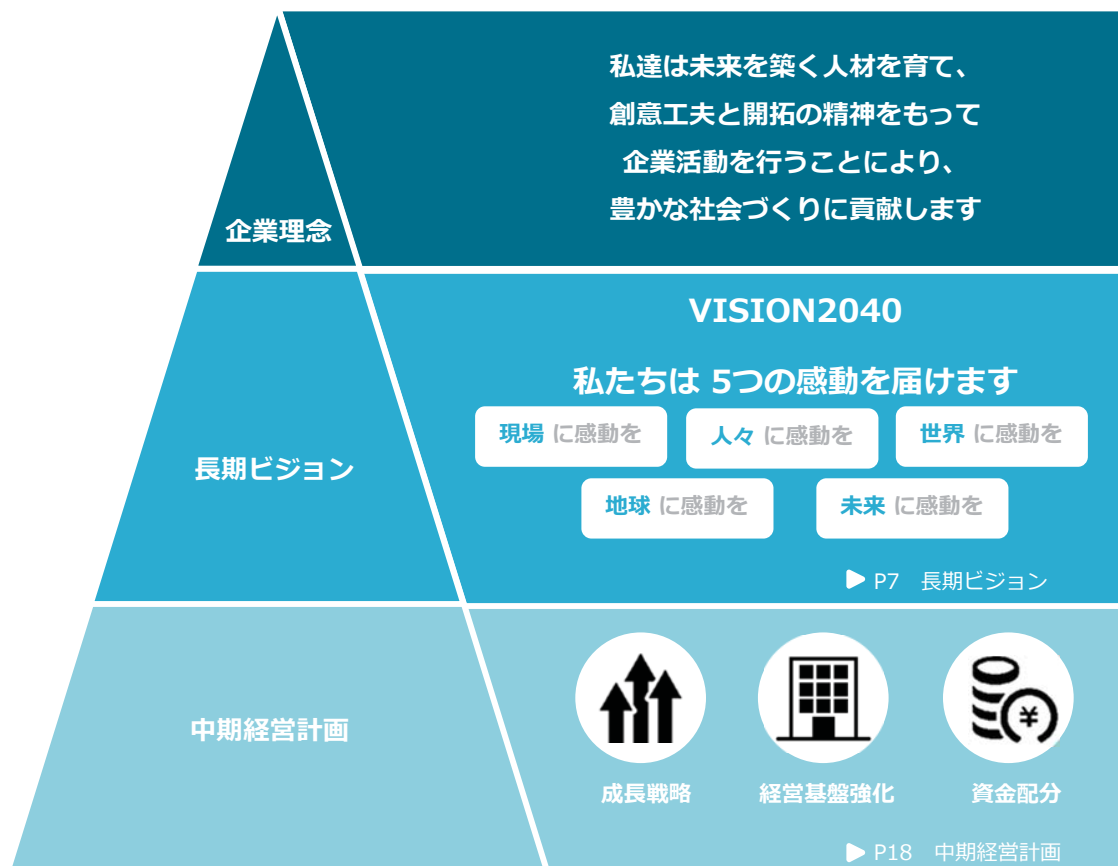 私達は未来を築く人材を育て、
創意工夫と開拓の精神をもって
企業活動を行うことにより、
豊かな社会づくりに貢献します
企業理念
VISION2040
私たちは 5つの感動を届けます
現場 に感動を
人々 に感動を
世界 に感動を
地球 に感動を
未来 に感動を
長期ビジョン
▶ P7 長期ビジョン
中期経営計画
¥
成長戦略
経営基盤強化
資金配分
▶ P18 中期経営計画